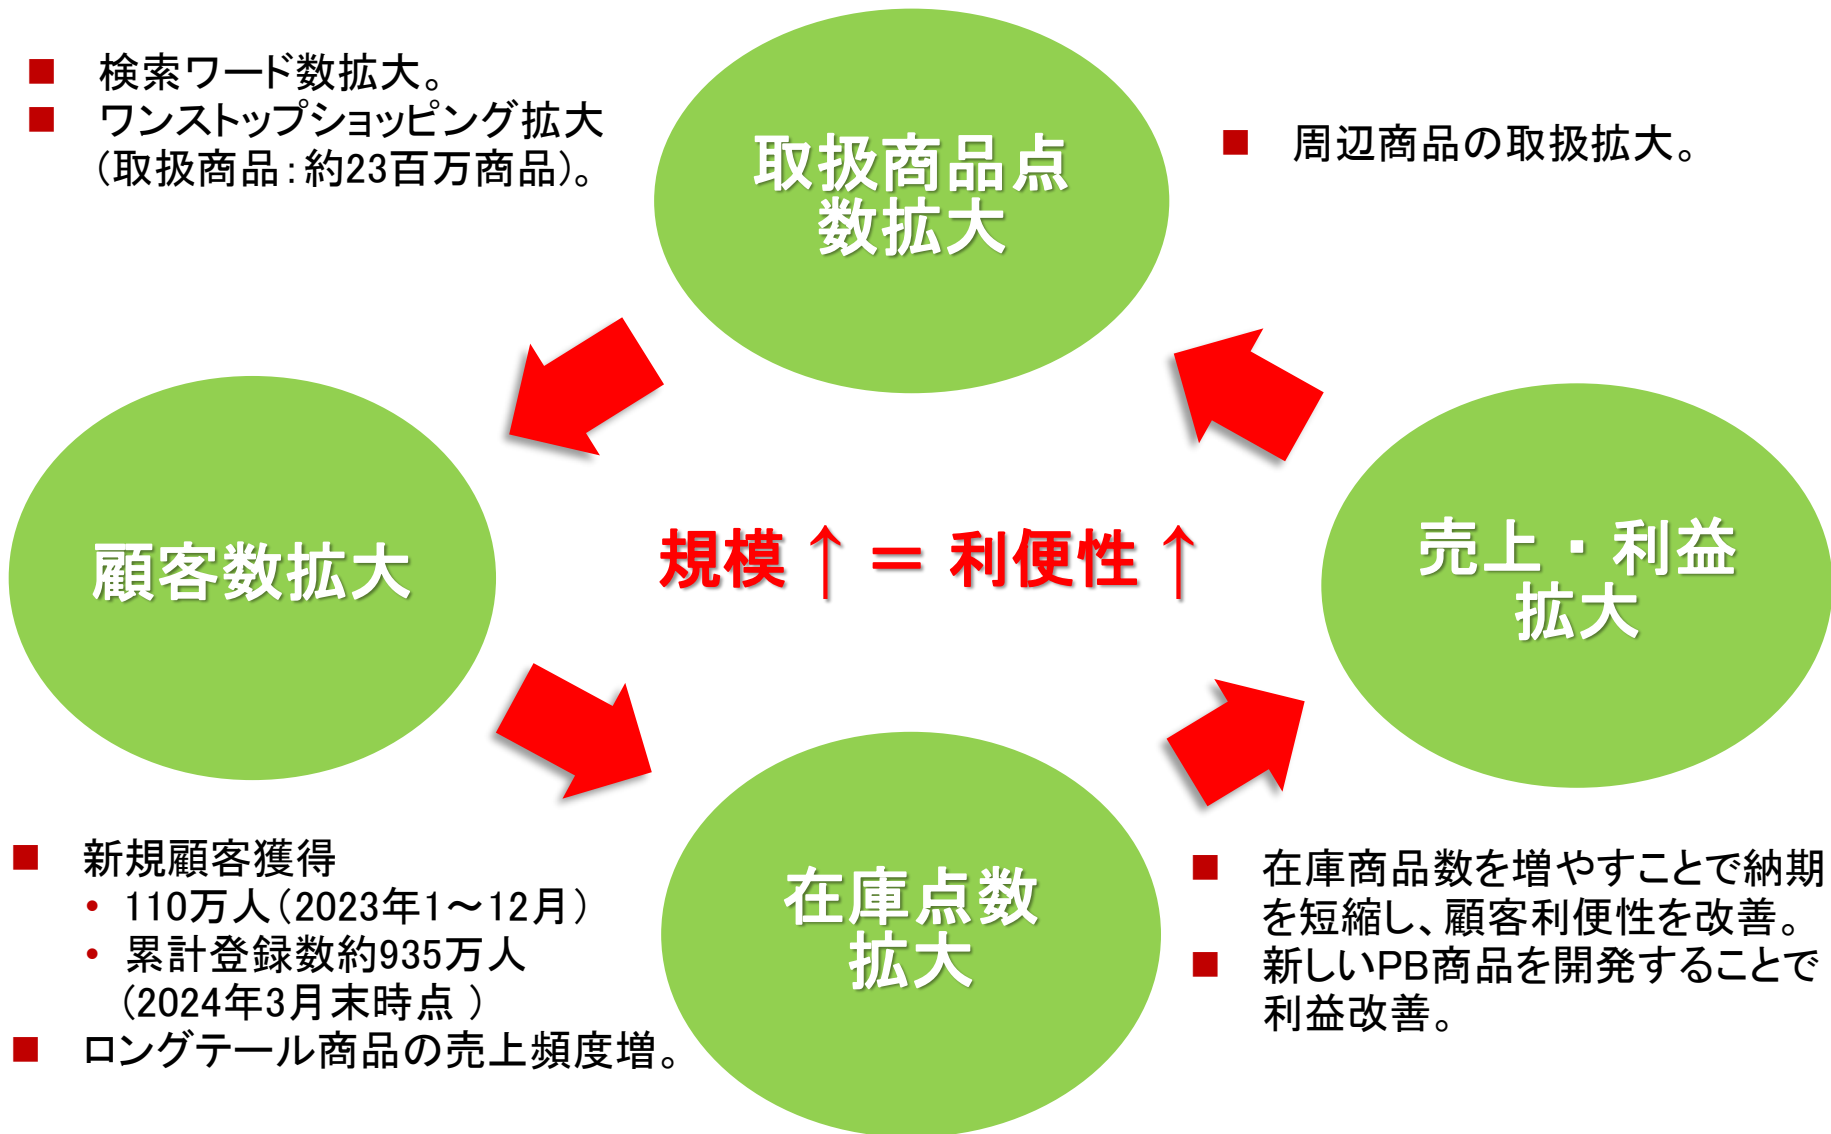 ■ 検索ワード数拡大。
■ ワンストップショッピング拡大
(取扱商品：約23百万商品)。
取扱商品点
数拡大
■ 周辺商品の取扱拡大。
顧客数拡大
規模↑＝利便性↑
売上・利益
拡大
■ 新規顧客獲得
• 110万人(2023年1～12月)
• 累計登録数約935万人
(2024年3月末時点 )
■ ロングテール商品の売上頻度増。
在庫点数
拡大
■ 在庫商品数を増やすことで納期
を短縮し、顧客利便性を改善。
■ 新しいPB商品を開発することで
利益改善。